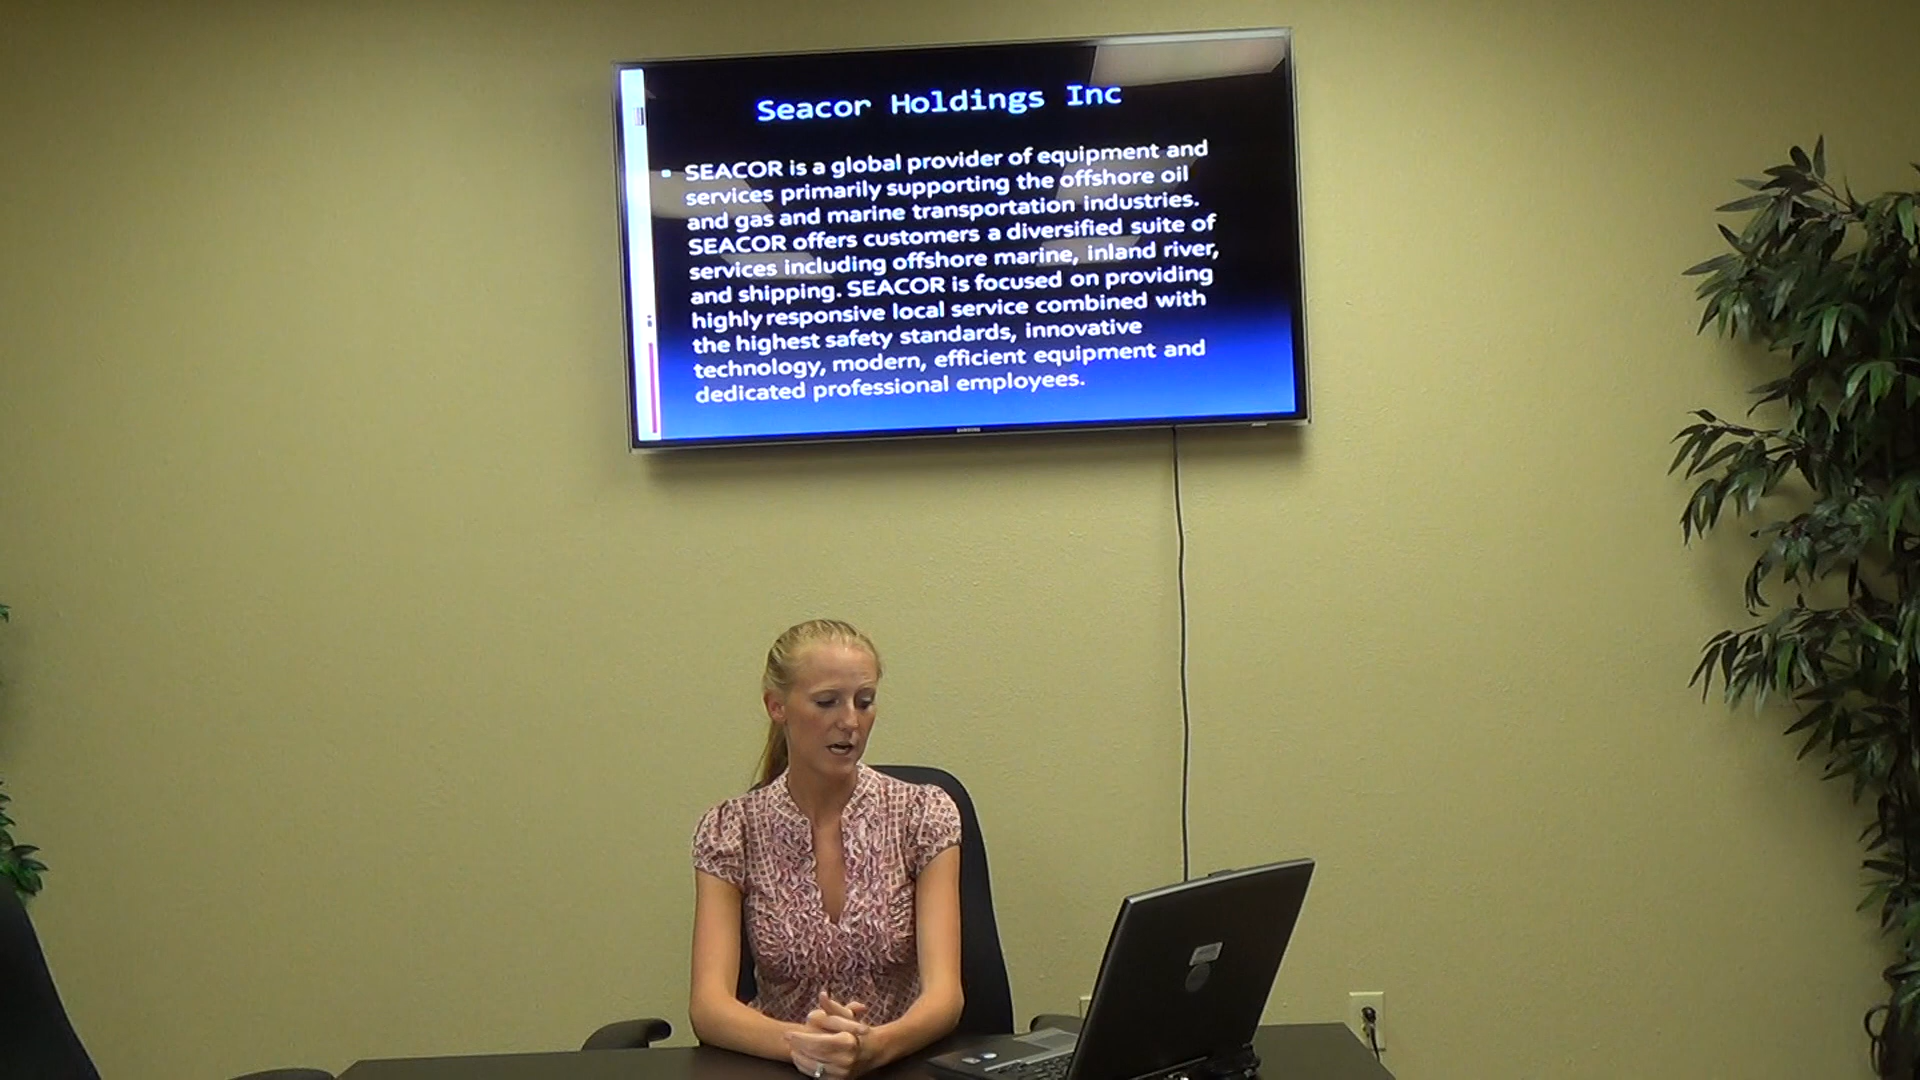 Seacor Holdings Inc
SEACOR is a global provider of equipment and
services primarily supporting the offshore oil
and gas and marine transportation industries.
SEACOR offers customers a diversified suite of
services including offshore marine, inland river,
and shipping. SEACOR is focused on providing
highly responsive local service combined with
the highest safety standards, innovative
technology, modern, efficient equipment and
dedicated professional employees.
SAMSUNG